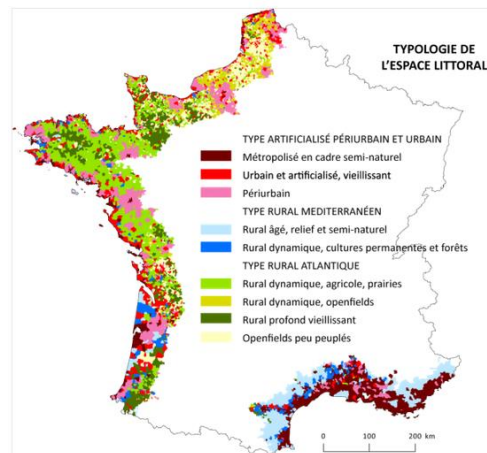 TYPOLOGIE DE
L'ESPACE LITTORAL
TYPE ARTIFICIALISÉ PÉRIURBAIN ET URBAIN
Métropolisé en cadre semi-naturel
Urbain et artificialisé, vieillissant
Périurbain
TYPE RURAL MEDITERRANÉEN
Rural âgé, relief et semi-naturel
Rural dynamique, cultures permanentes et forêts
TYPE RURAL ATLANTIQUE
Rural dynamique, agricole, prairies
Rural dynamique, openfields
Rural profond vieillissant
Openfields peu peuplés
0 100 200 km